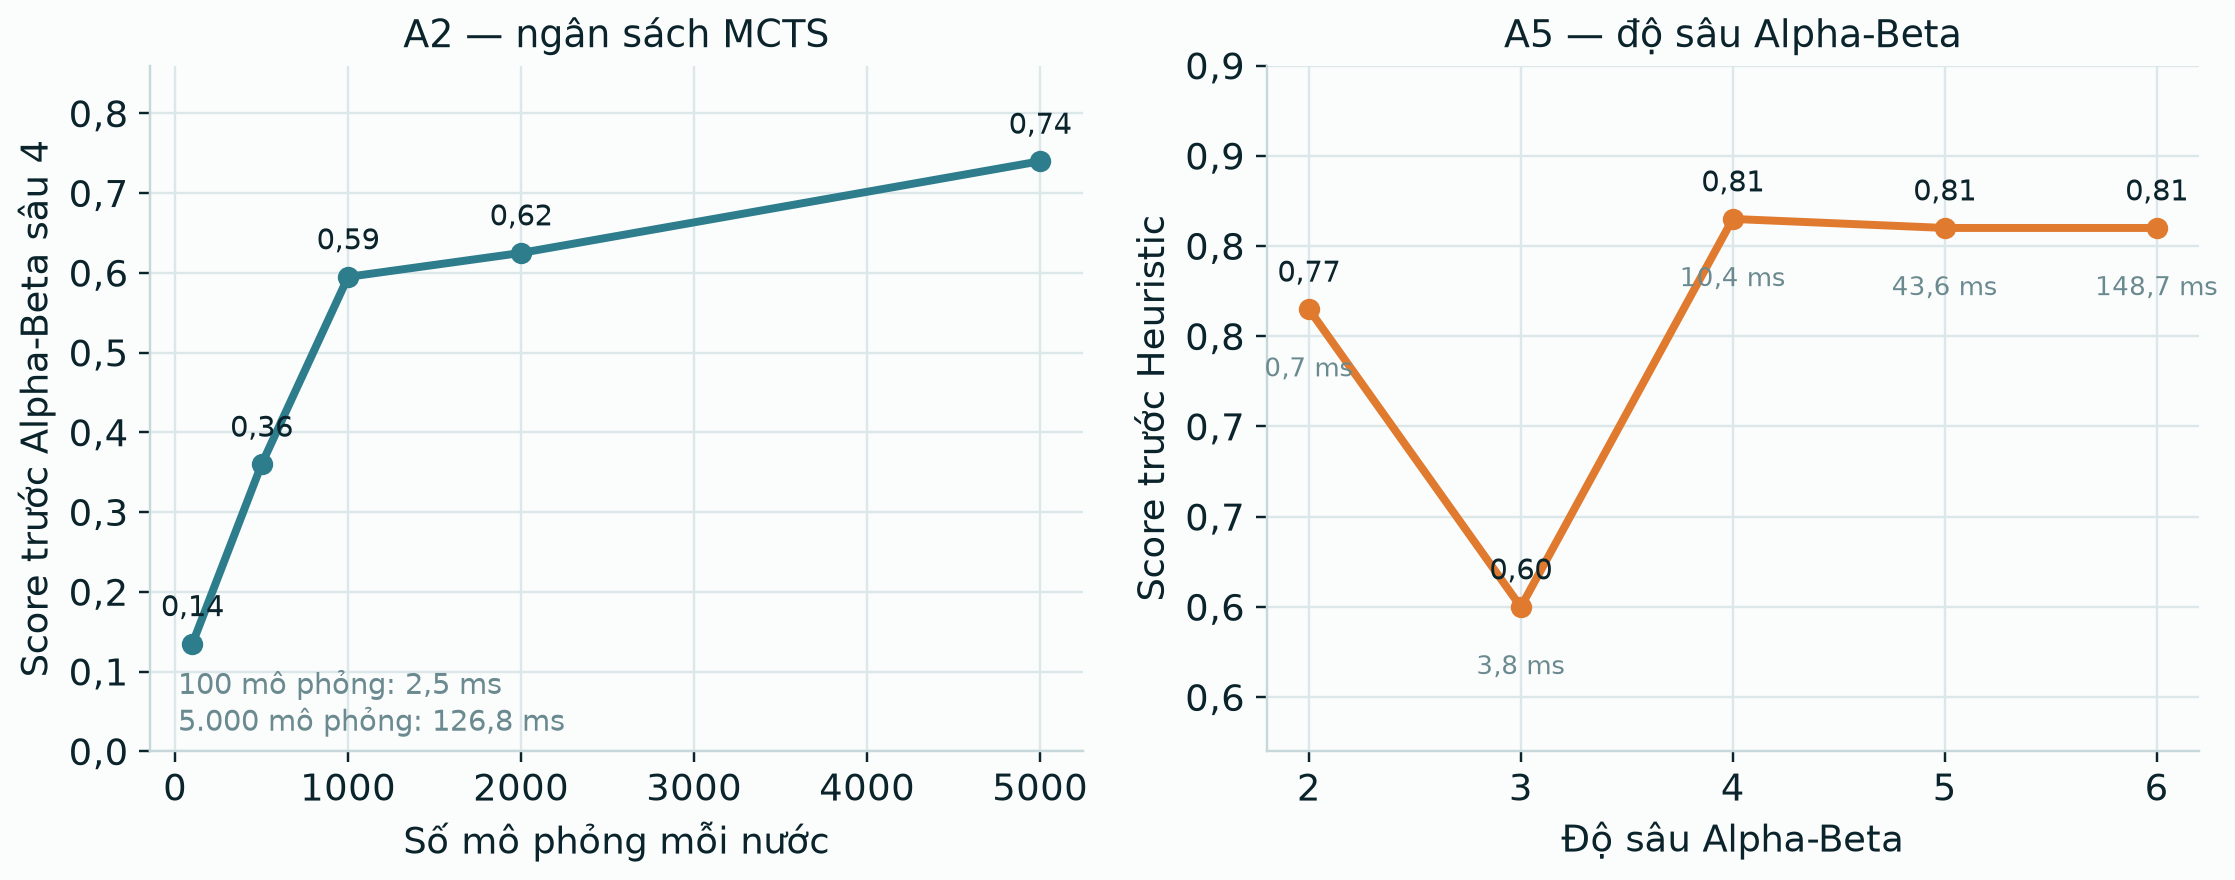 A2 — ngân sách MCTS
Score trước Alpha-Beta sâu 4
0,8
0,7
0,6
0,5
0,4
0,3
0,2
0,1
0,0
0,14
0,36
0,59
0,62
0,74
100 mô phỏng: 2,5 ms
5.000 mô phỏng: 126,8 ms
0 1000 2000 3000 4000 5000
Số mô phỏng mỗi nước
A5 — độ sâu Alpha-Beta
Score trước Heuristic
0,9
0,9
0,8
0,8
0,7
0,7
0,6
0,6
0,77
0,7 ms
0,60
3,8 ms
0,81
10,4 ms
0,81
43,6 ms
0,81
148,7 ms
2 3 4 5 6
Độ sâu Alpha-Beta